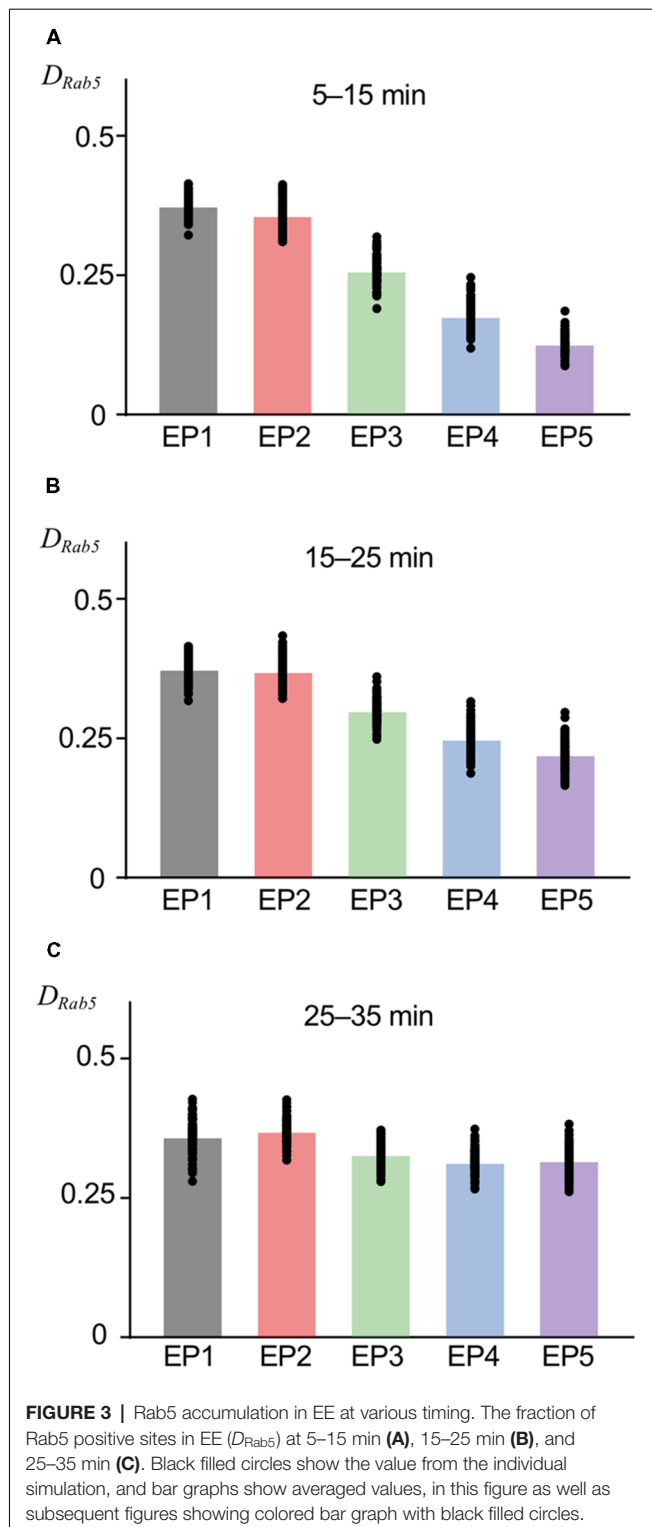 A
D_Rab5
5–15 min
0.5
0.25
0
EP1 EP2 EP3 EP4 EP5
B
D_Rab5
15–25 min
0.5
0.25
0
EP1 EP2 EP3 EP4 EP5
C
D_Rab5
25–35 min
0.5
0.25
0
EP1 EP2 EP3 EP4 EP5
FIGURE 3 | Rab5 accumulation in EE at various timing. The fraction of
Rab5 positive sites in EE (D_Rab5) at 5–15 min (A), 15–25 min (B), and
25–35 min (C). Black filled circles show the value from the individual
simulation, and bar graphs show averaged values, in this figure as well as
subsequent figures showing colored bar graph with black filled circles.